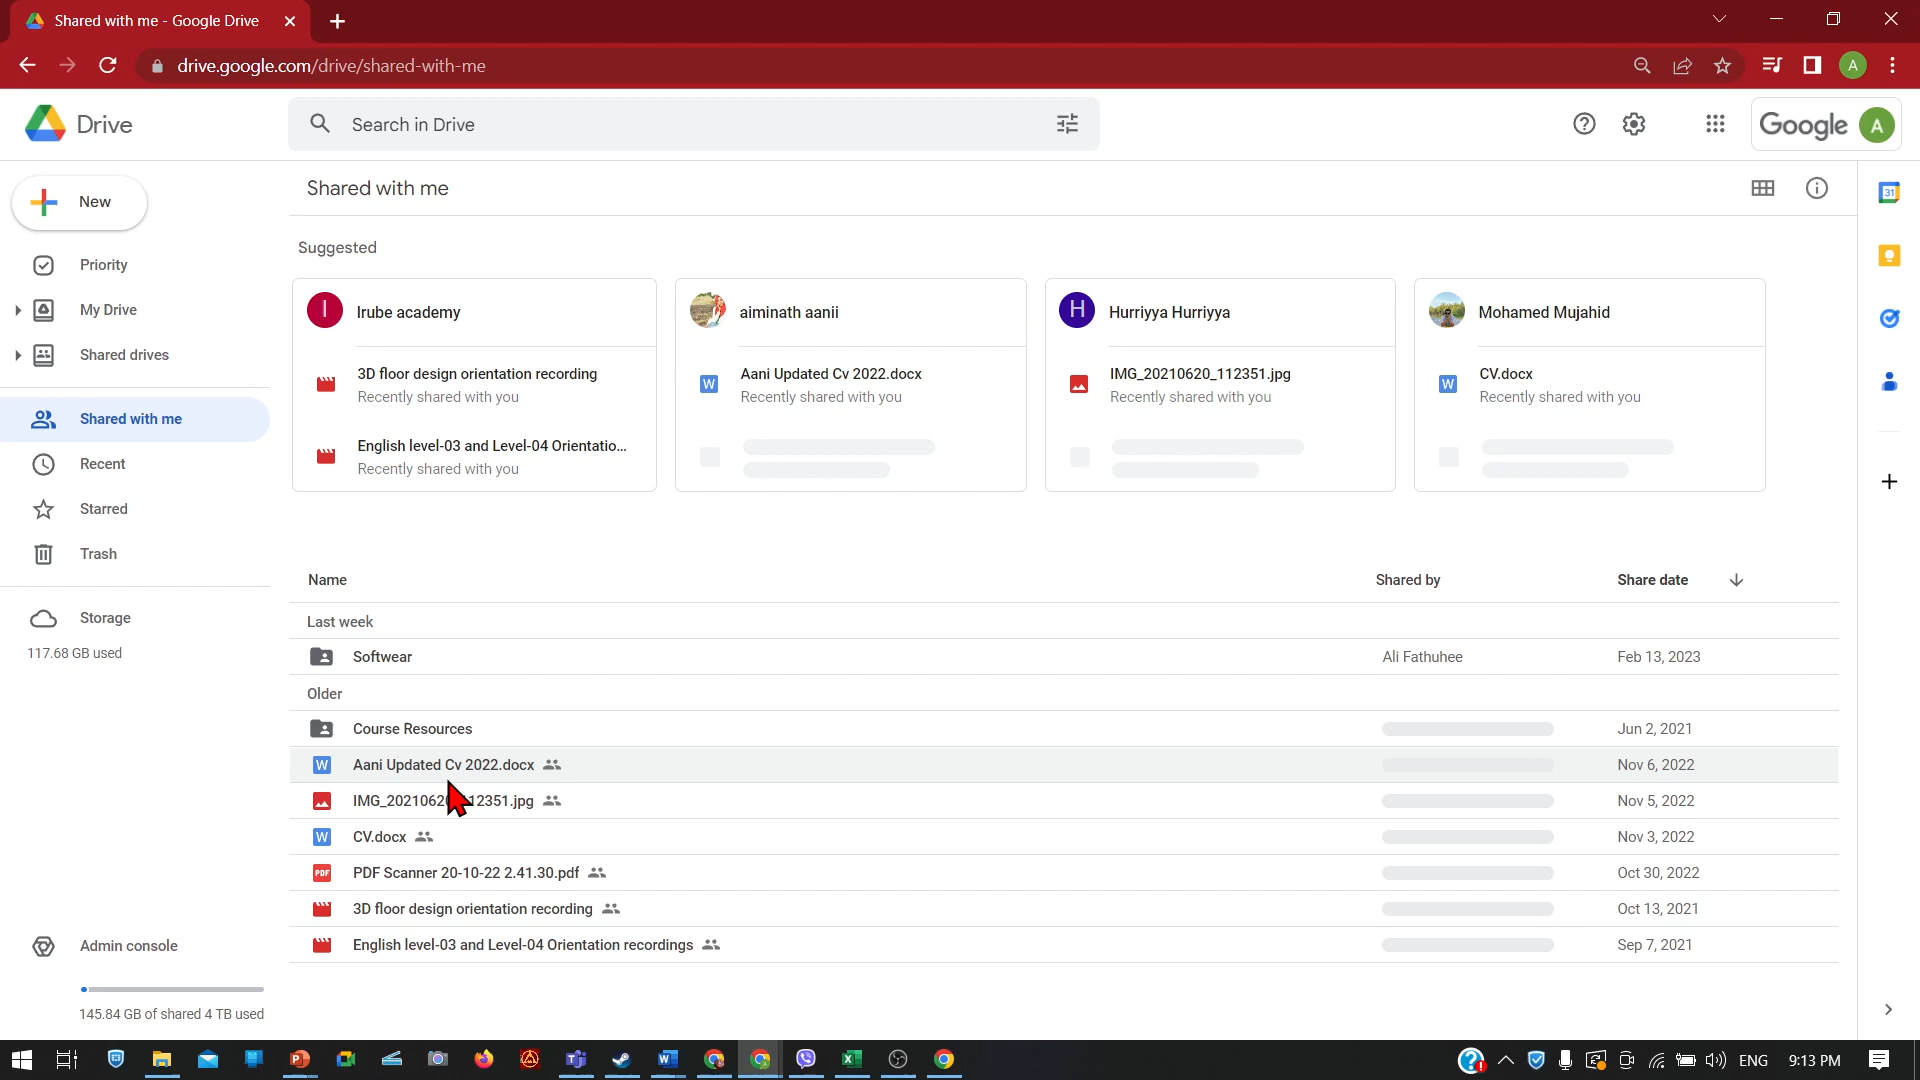 Shared with me - Google Drive
drive.google.com/drive/shared-with-me
A
Drive
Search in Drive
Google A
New
Shared with me
31
Priority
Suggested
My Drive
I Irube academy
aiminath aanii
H Hurriyya Hurriyya
Mohamed Mujahid
Shared drives
3D floor design orientation recording
Recently shared with you
W Aani Updated Cv 2022.docx
Recently shared with you
IMG_20210620_112351.jpg
Recently shared with you
W CV.docx
Recently shared with you
Shared with me
English level-03 and Level-04 Orientatio...
Recently shared with you
Recent
Starred
Trash
Name Shared by Share date
Storage
117.68 GB used
Last week
Softwear Ali Fathuhee Feb 13, 2023
Older
Course Resources Jun 2, 2021
W Aani Updated Cv 2022.docx Nov 6, 2022
IMG_20210620 12351.jpg Nov 5, 2022
W CV.docx Nov 3, 2022
PDF PDF Scanner 20-10-22 2.41.30.pdf Oct 30, 2022
3D floor design orientation recording Oct 13, 2021
English level-03 and Level-04 Orientation recordings Sep 7, 2021
Admin console
145.84 GB of shared 4 TB used
ENG 9:13 PM